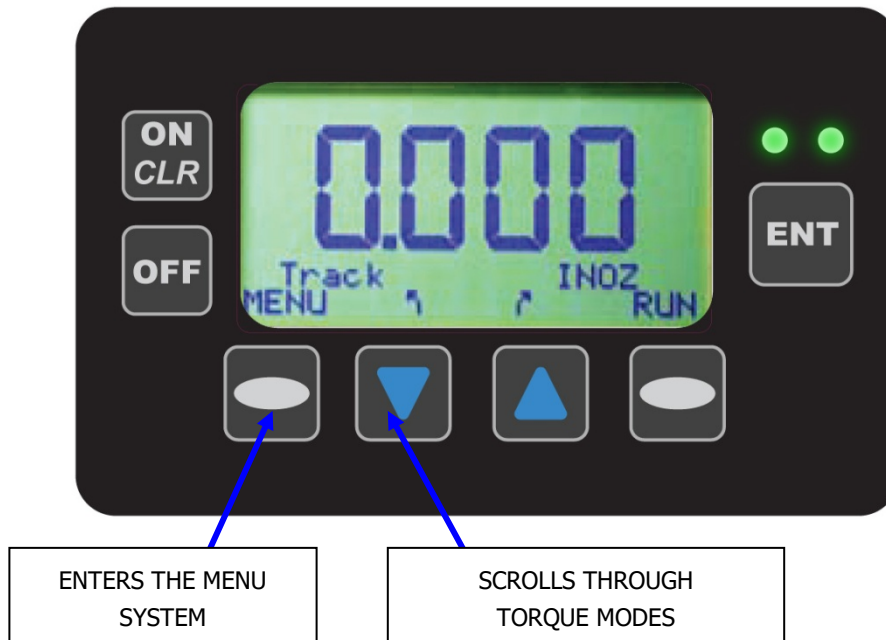 ON
CLR
OFF
0.000
Track INOZ
MENU RUN
ENT
ENTERS THE MENU
SYSTEM
SCROLLS THROUGH
TORQUE MODES